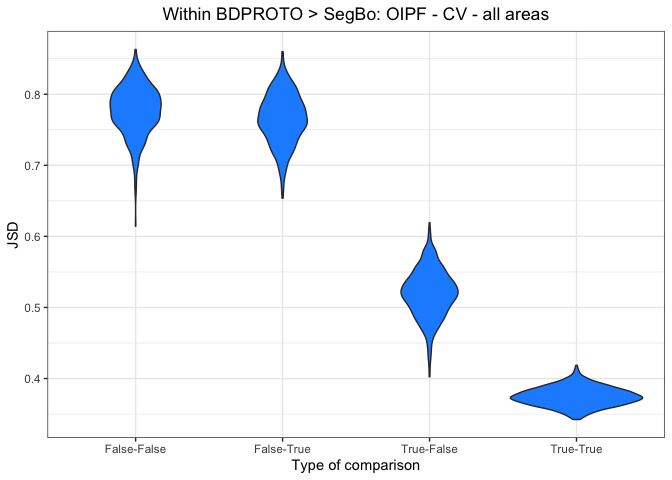 Within BDPROTO > SegBo: OIPF - CV - all areas
JSD
0.8
0.7
0.6
0.5
0.4
False-False False-True True-False True-True
Type of comparison